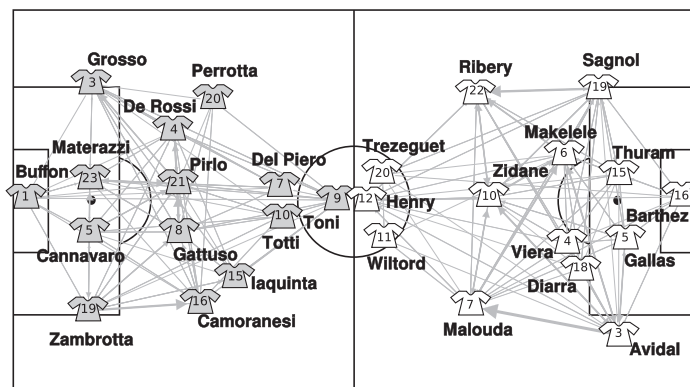 Grosso
3
Perrotta
20
De Rossi
4
Materazzi
23
Buffon
1
Pirlo
21
Del Piero
7
9
Toni
10
Totti
5
Cannavaro
8
Gattuso
15
Iaquinta
16
Camoranesi
19
Zambrotta
Trezeguet
20
12
Henry
11
Wiltord
Ribery
22
Sagnol
19
Makelele
6
Zidane
10
Thuram
15
16
Barthez
Viera
4
5
Gallas
18
Diarra
7
Malouda
3
Avidal